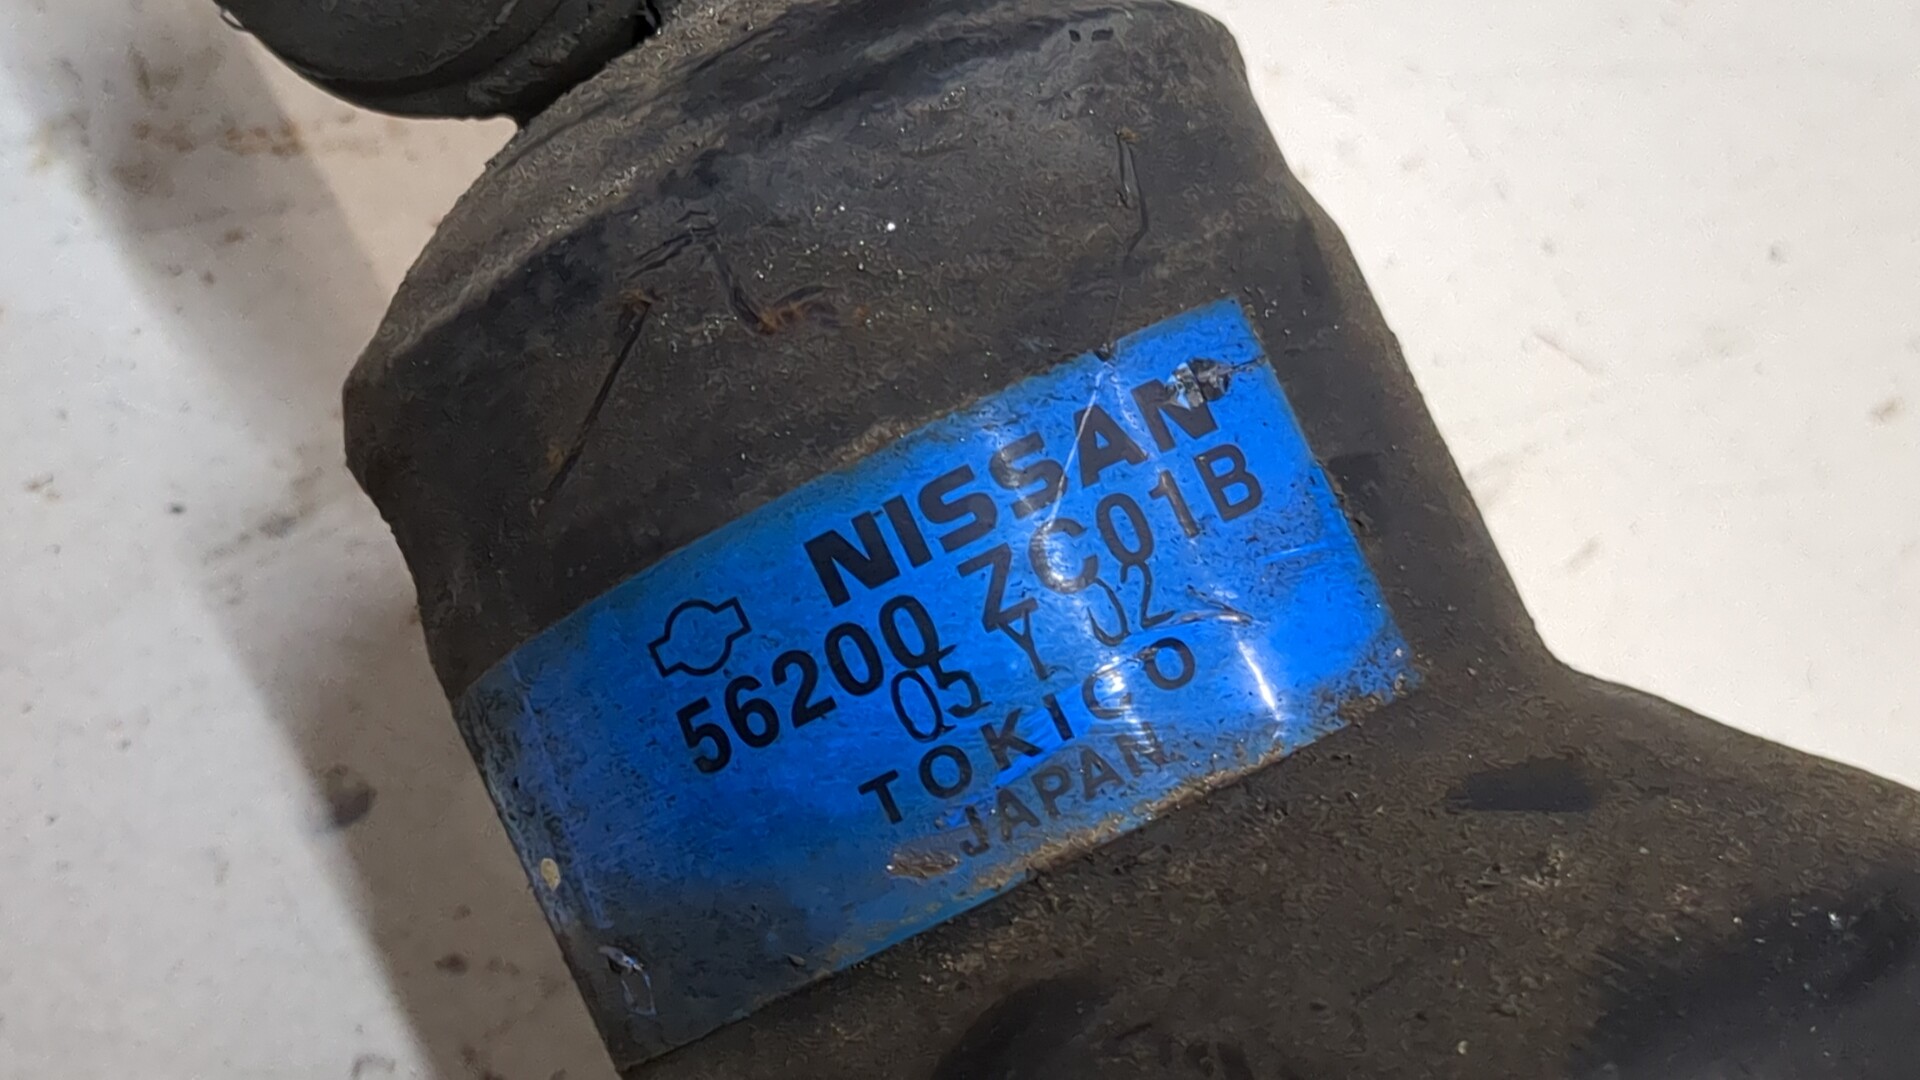 NISSAN
56200 ZC01B
05 Y 02
TOKICO
JAPAN